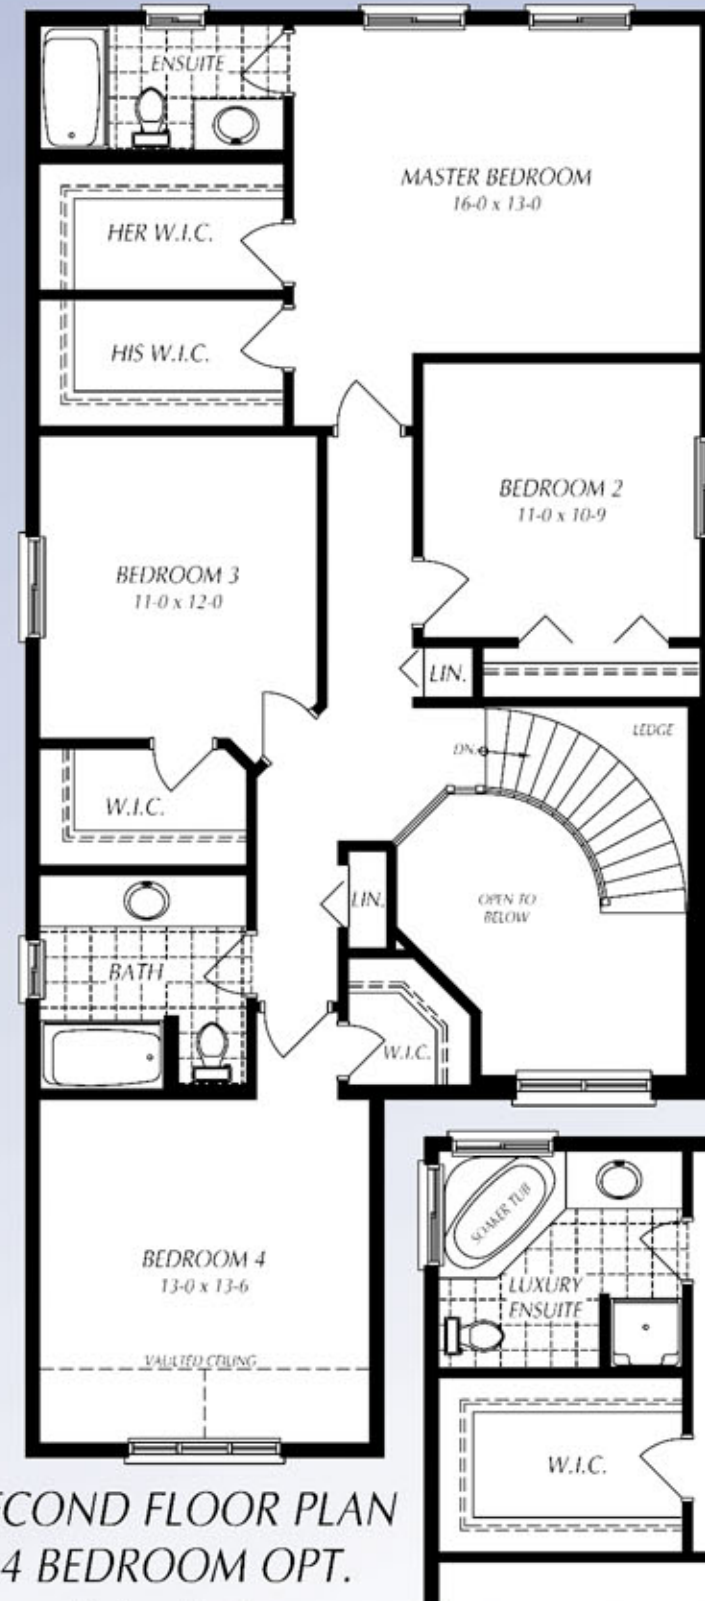 ENSUITE
MASTER BEDROOM
16-0 x 13-0
HER W.I.C.
HIS W.I.C.
BEDROOM 2
11-0 x 10-9
BEDROOM 3
11-0 x 12-0
LIN.
LEDGE
DN.
W.I.C.
LIN.
OPEN TO
BELOW
BATH
W.I.C.
BEDROOM 4
13-0 x 13-6
VAULTED CEILING
SOAKER TUB
LUXURY
ENSUITE
W.I.C.
ECOND FLOOR PLAN
4 BEDROOM OPT.